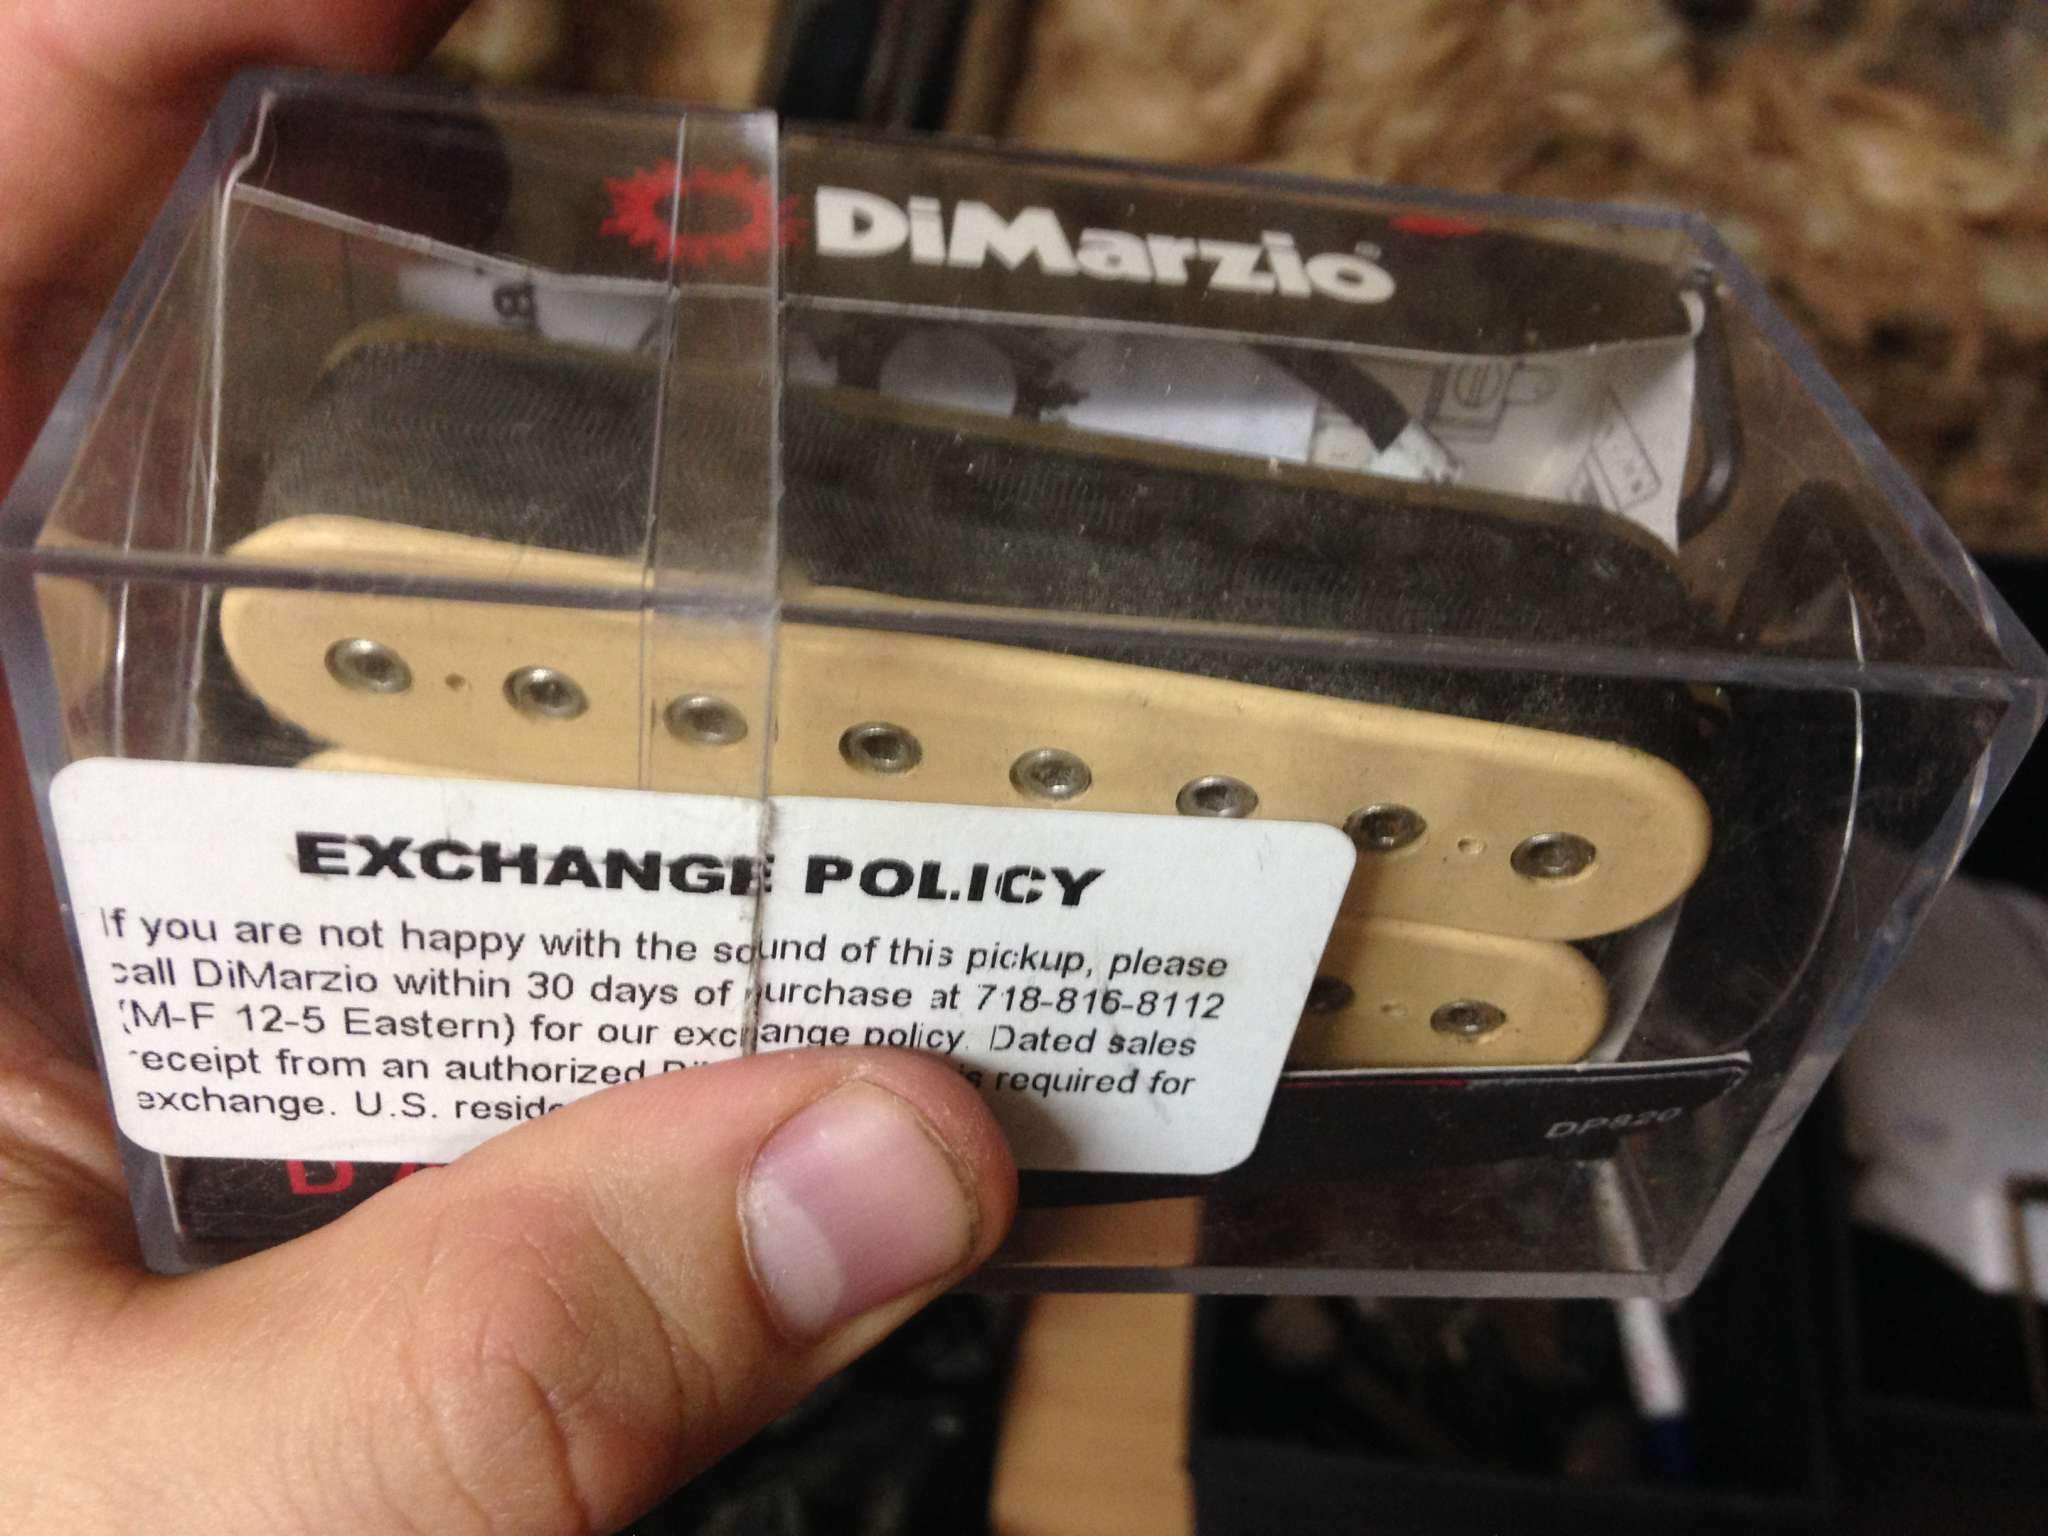 DiMarzio®
EXCHANGE POLICY
If you are not happy with the sound of this pickup, please
call DiMarzio within 30 days of purchase at 718-816-8112
(M-F 12-5 Eastern) for our exchange policy. Dated sales
receipt from an authorized is required for
exchange. U.S.
DP820
D